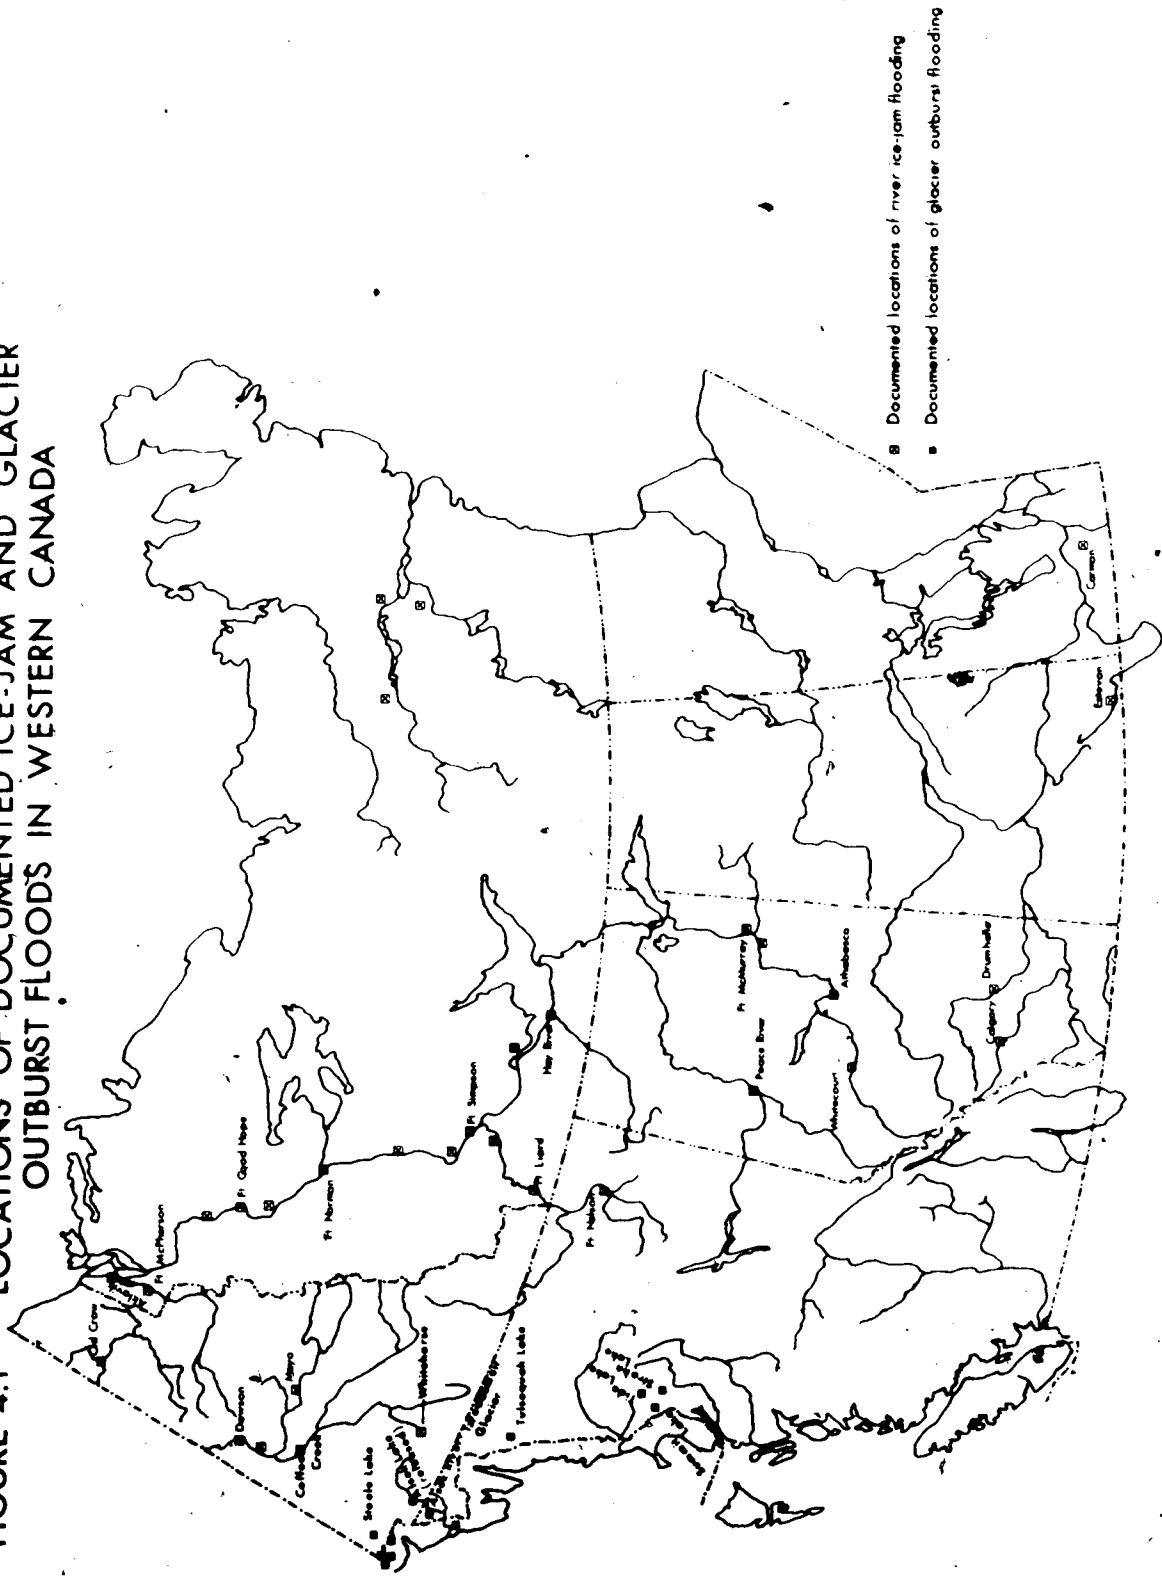 FIGURE 4.1 LOCATIONS OF DOCUMENTED ICE-JAM AND GLACIER
OUTBURST FLOODS IN WESTERN CANADA
Old Crow
Ft McPherson
Ft Good Hope
Ft Norman
Ft Simpson
Hay River
Ft Liard
Ft Nelson
Dawson
Mayo
Coffee
Creek
Whitehorse
Steele Lake
Glacier
Tulsequah Lake
Lake
Ft McMurray
Peace River
Athabasca
Whitecourt
Calgary
Drumheller
Estevan
Carman
Documented locations of river ice-jam flooding
Documented locations of glacier outburst flooding